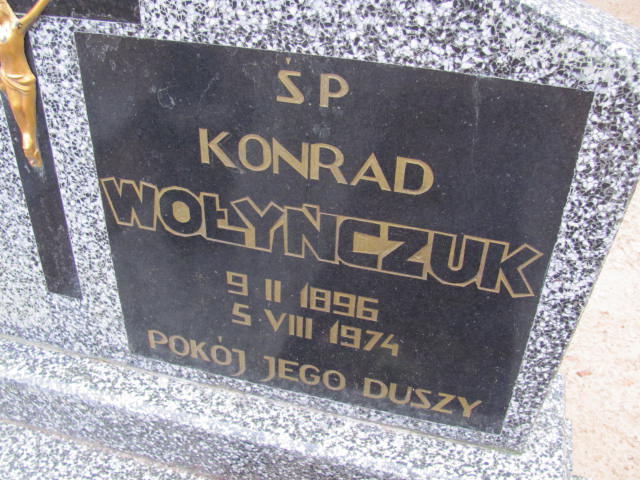 ŚP
KONRAD
WOŁYŃCZUK
9 II 1896
5 VIII 1974
POKÓJ JEGO DUSZY